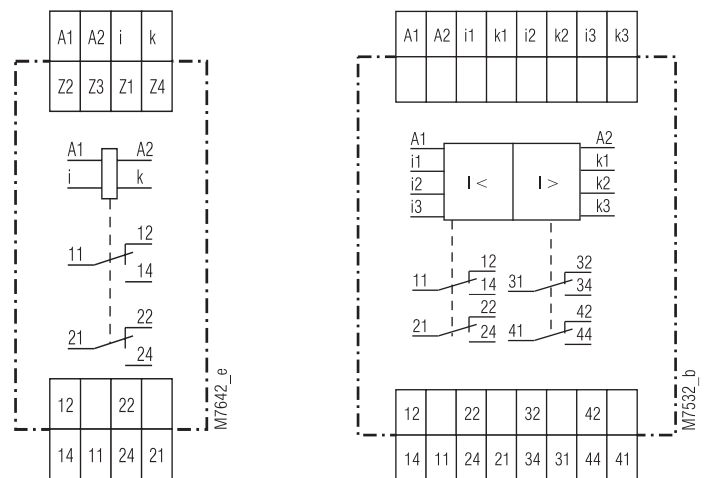 A1 A2 i k
Z2 Z3 Z1 Z4
A1 A2
i k
12
11
14
22
21
24
12 22
14 11 24 21
M7642_e
A1 A2 i1 k1 i2 k2 i3 k3
A1 A2
i1 k1
i2 I < I > k2
i3 k3
12 32
11 14 31 34
22 42
21 24 41 44
12 22 32 42
14 11 24 21 34 31 44 41
M7532_b